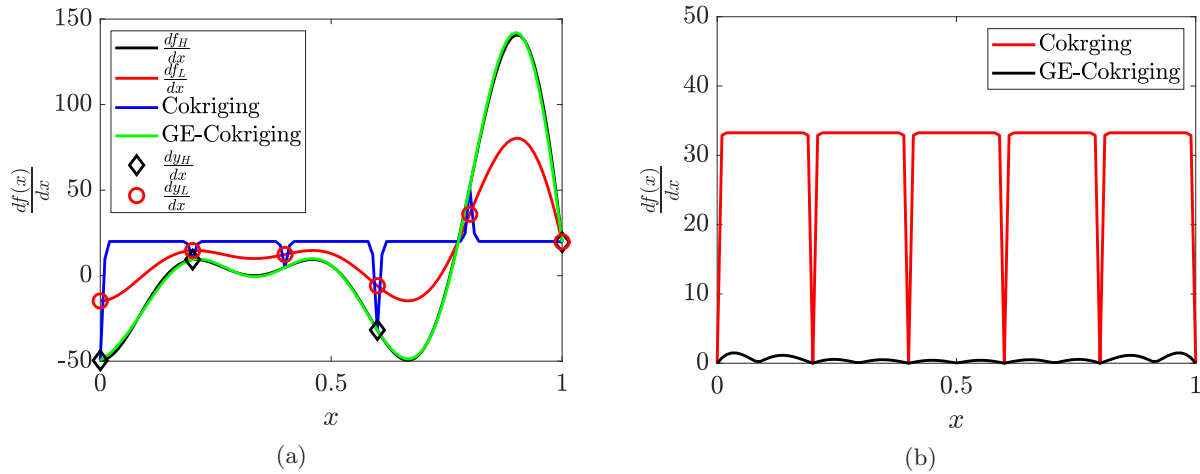 150
100
50
0
-50
0
0.5
1
x
df(x)/dx
df_H/dx
df_L/dx
Cokriging
GE-Cokriging
dy_H/dx
dy_L/dx
(a)
50
40
30
20
10
0
0
0.5
1
x
df(x)/dx
Cokrging
GE-Cokriging
(b)